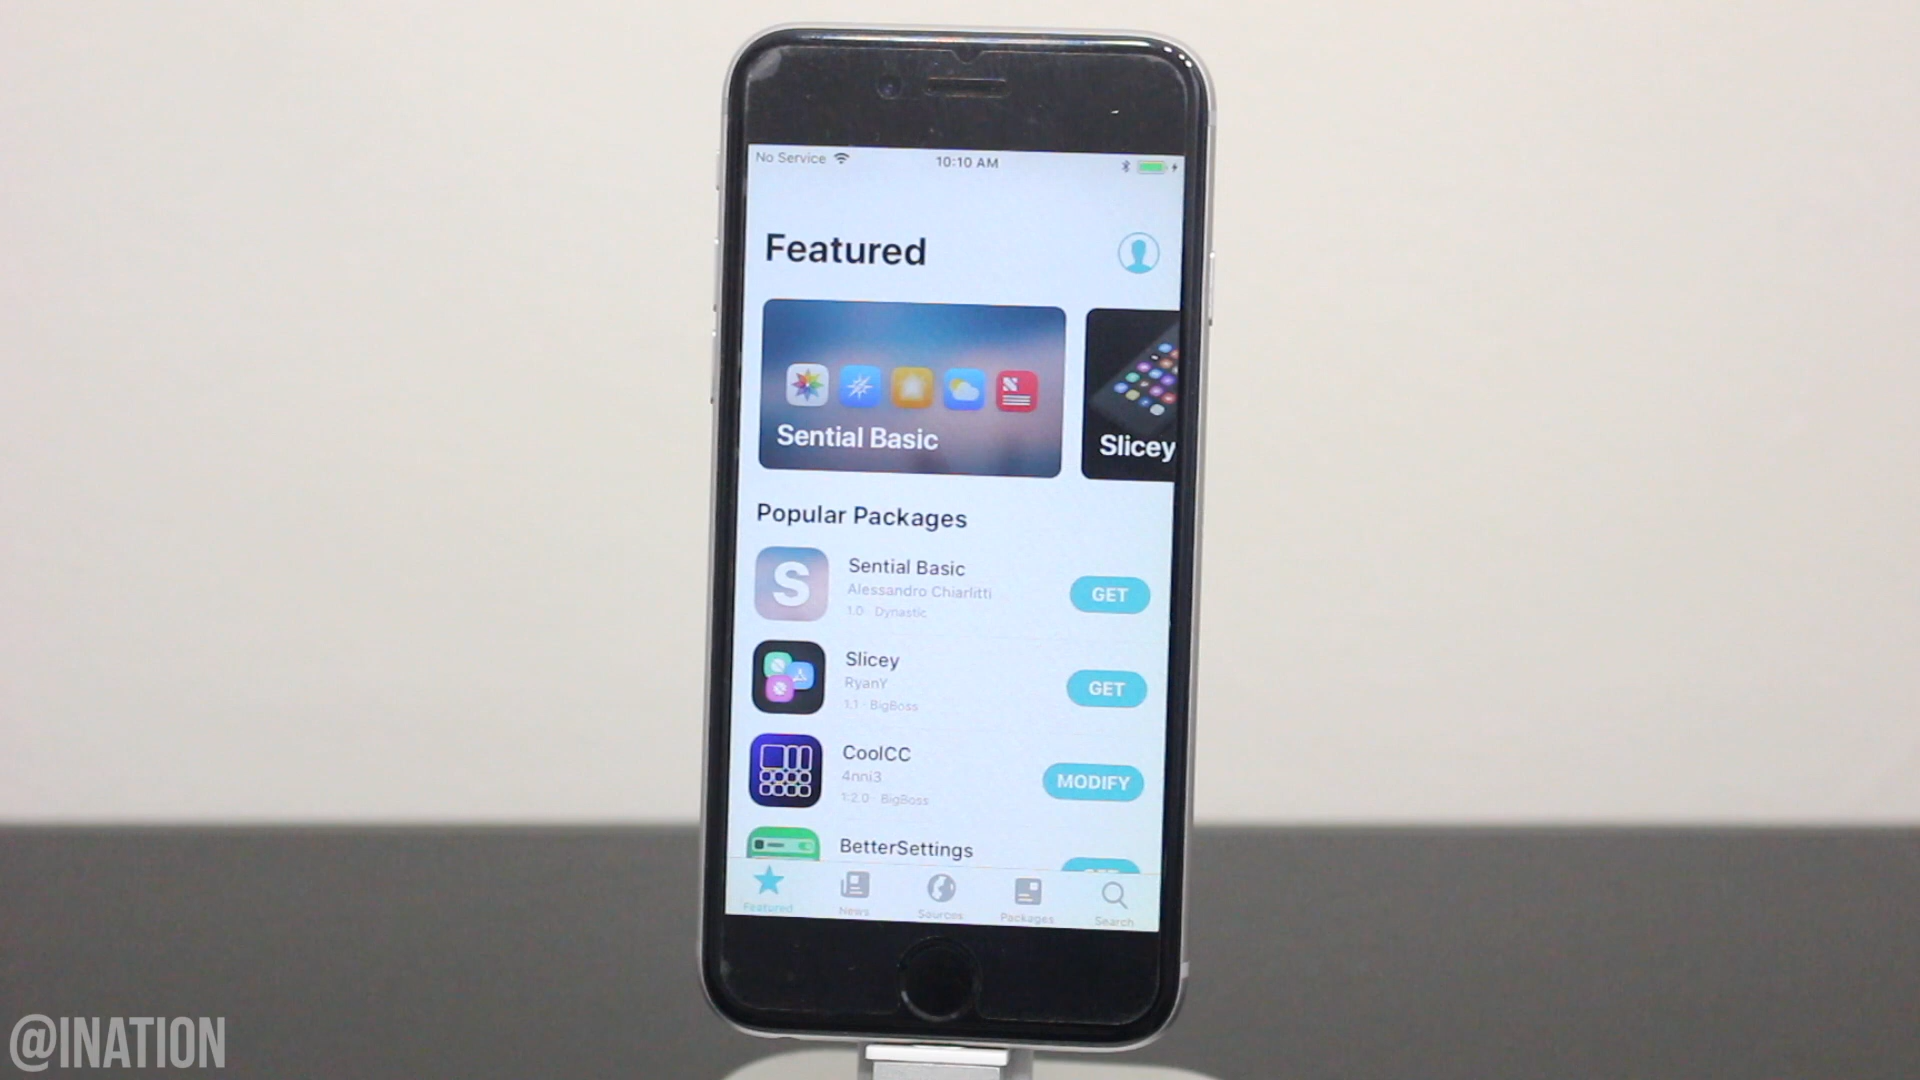 No Service
10:10 AM
Featured
Sential Basic
Slicey
Popular Packages
Sential Basic
Alessandro Chiarlitti
1.0 · Dynastic
GET
Slicey
RyanY
1.1 · BigBoss
GET
CoolCC
4nni3
1:2.0 · BigBoss
MODIFY
BetterSettings
Featured
News
Sources
Packages
Search
@INATION